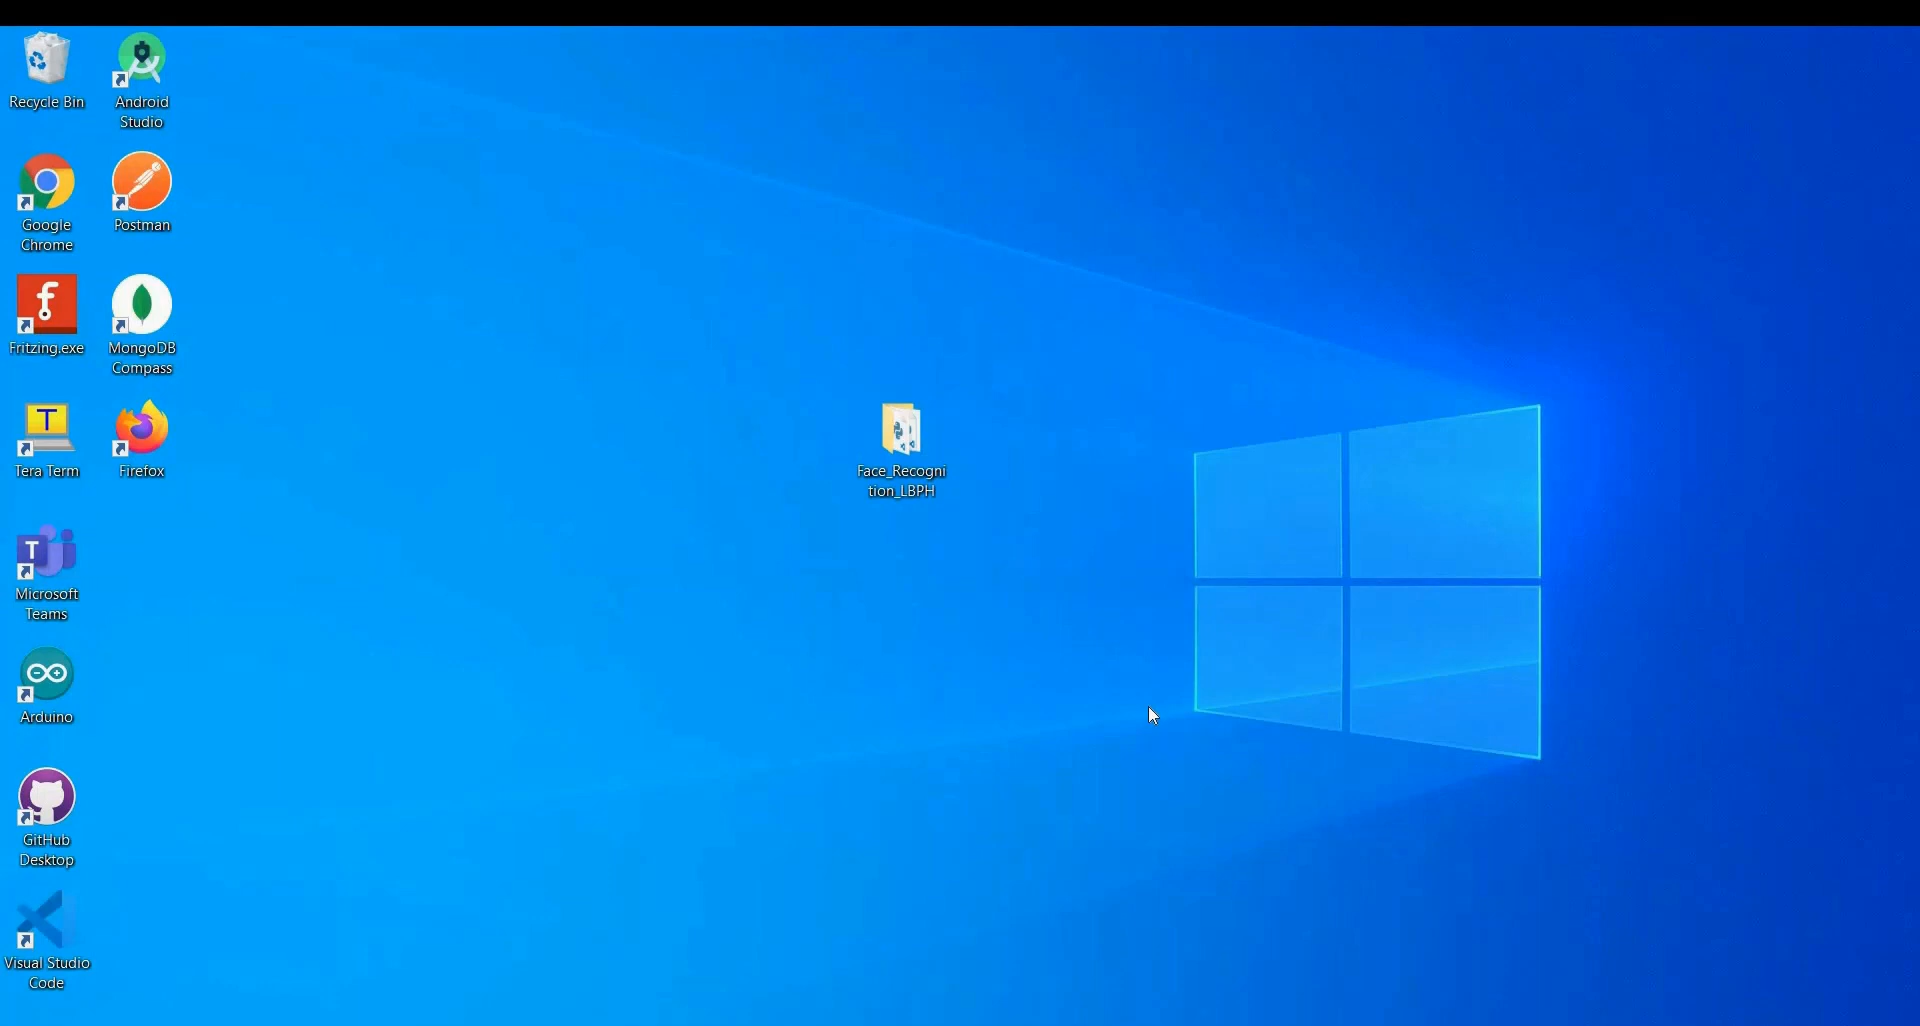 Recycle Bin
Android
Studio
Google
Chrome
Postman
f
Fritzing.exe
MongoDB
Compass
T
Tera Term
Firefox
Face_Recogni
tion_LBPH
T
Microsoft
Teams
Arduino
GitHub
Desktop
Visual Studio
Code